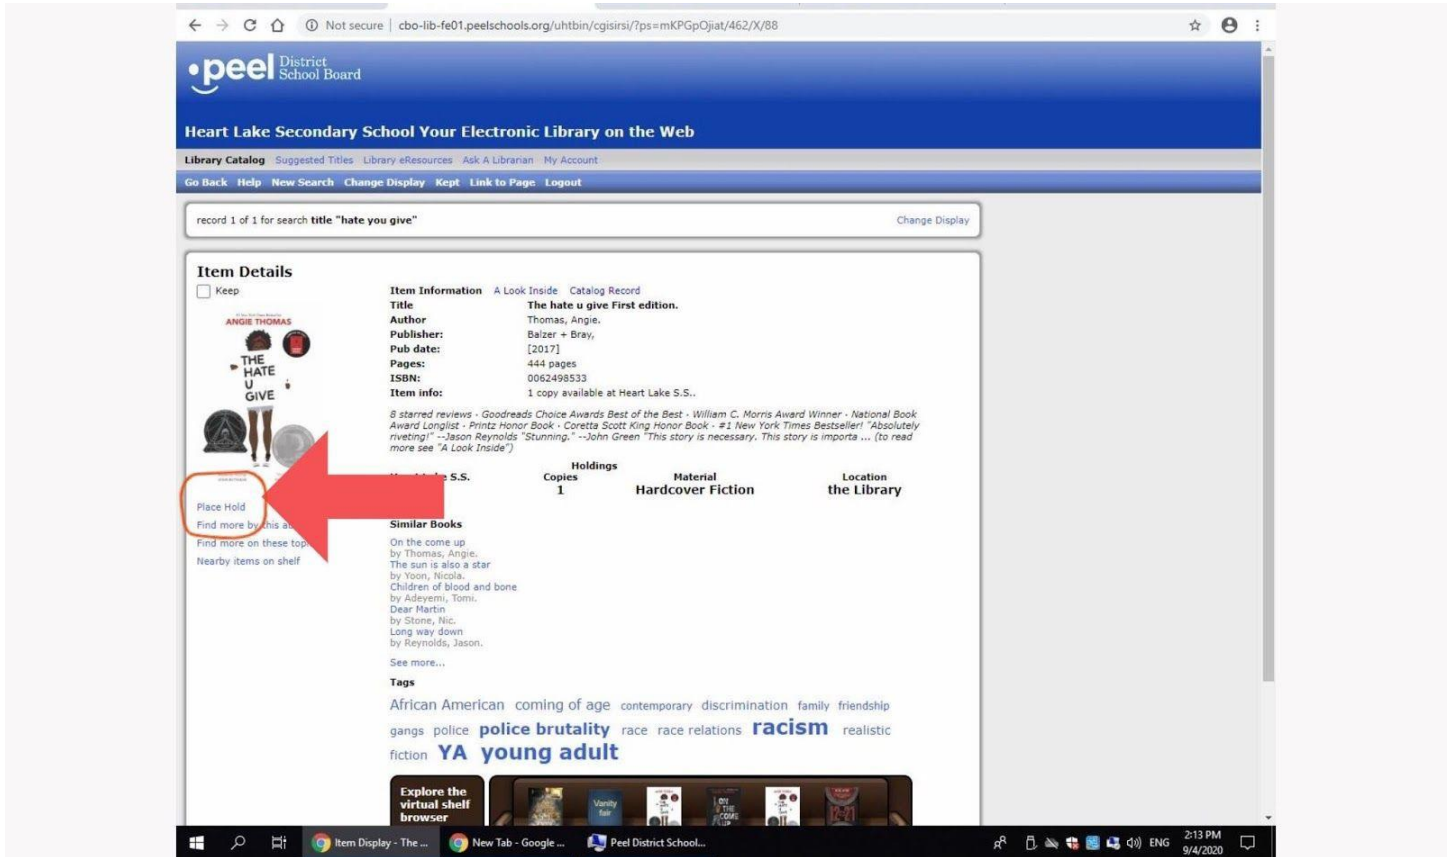 Not secure | cbo-lib-fe01.peelschools.org/uhtbin/cgisirsi/?ps=mKPGpOjiat/462/X/88
peel District
School Board
Heart Lake Secondary School Your Electronic Library on the Web
Library Catalog Suggested Titles Library eResources Ask A Librarian My Account
Go Back Help New Search Change Display Kept Link to Page Logout
record 1 of 1 for search title "hate you give" Change Display
Item Details
Keep
ANGIE THOMAS
THE
HATE
U
GIVE
Place Hold
Find more by this
Find more on these
Nearby items on shelf
Item Information A Look Inside Catalog Record
Title The hate u give First edition.
Author Thomas, Angie.
Publisher: Balzer + Bray,
Pub date: [2017]
Pages: 444 pages
ISBN: 0062498533
Item info: 1 copy available at Heart Lake S.S..
8 starred reviews · Goodreads Choice Awards Best of the Best · William C. Morris Award Winner · National Book
Award Longlist · Printz Honor Book · Coretta Scott King Honor Book · #1 New York Times Bestseller! "Absolutely
riveting!" --Jason Reynolds "Stunning." --John Green "This story is necessary. This story is importa ... (to read
more see "A Look Inside")
Holdings
S.S. Copies Material Location
1 Hardcover Fiction the Library
Similar Books
On the come up
by Thomas, Angie.
The sun is also a star
by Yoon, Nicola.
Children of blood and bone
by Adeyemi, Tomi.
Dear Martin
by Stone, Nic.
Long way down
by Reynolds, Jason.
See more...
Tags
African American coming of age contemporary discrimination family friendship
gangs police police brutality race race relations racism realistic
fiction YA young adult
Explore the
virtual shelf
browser
Vanity
fair
ON
THE
COME
UP
12-21
Item Display - The ... New Tab - Google ... Peel District School... ENG 2:13 PM
9/4/2020